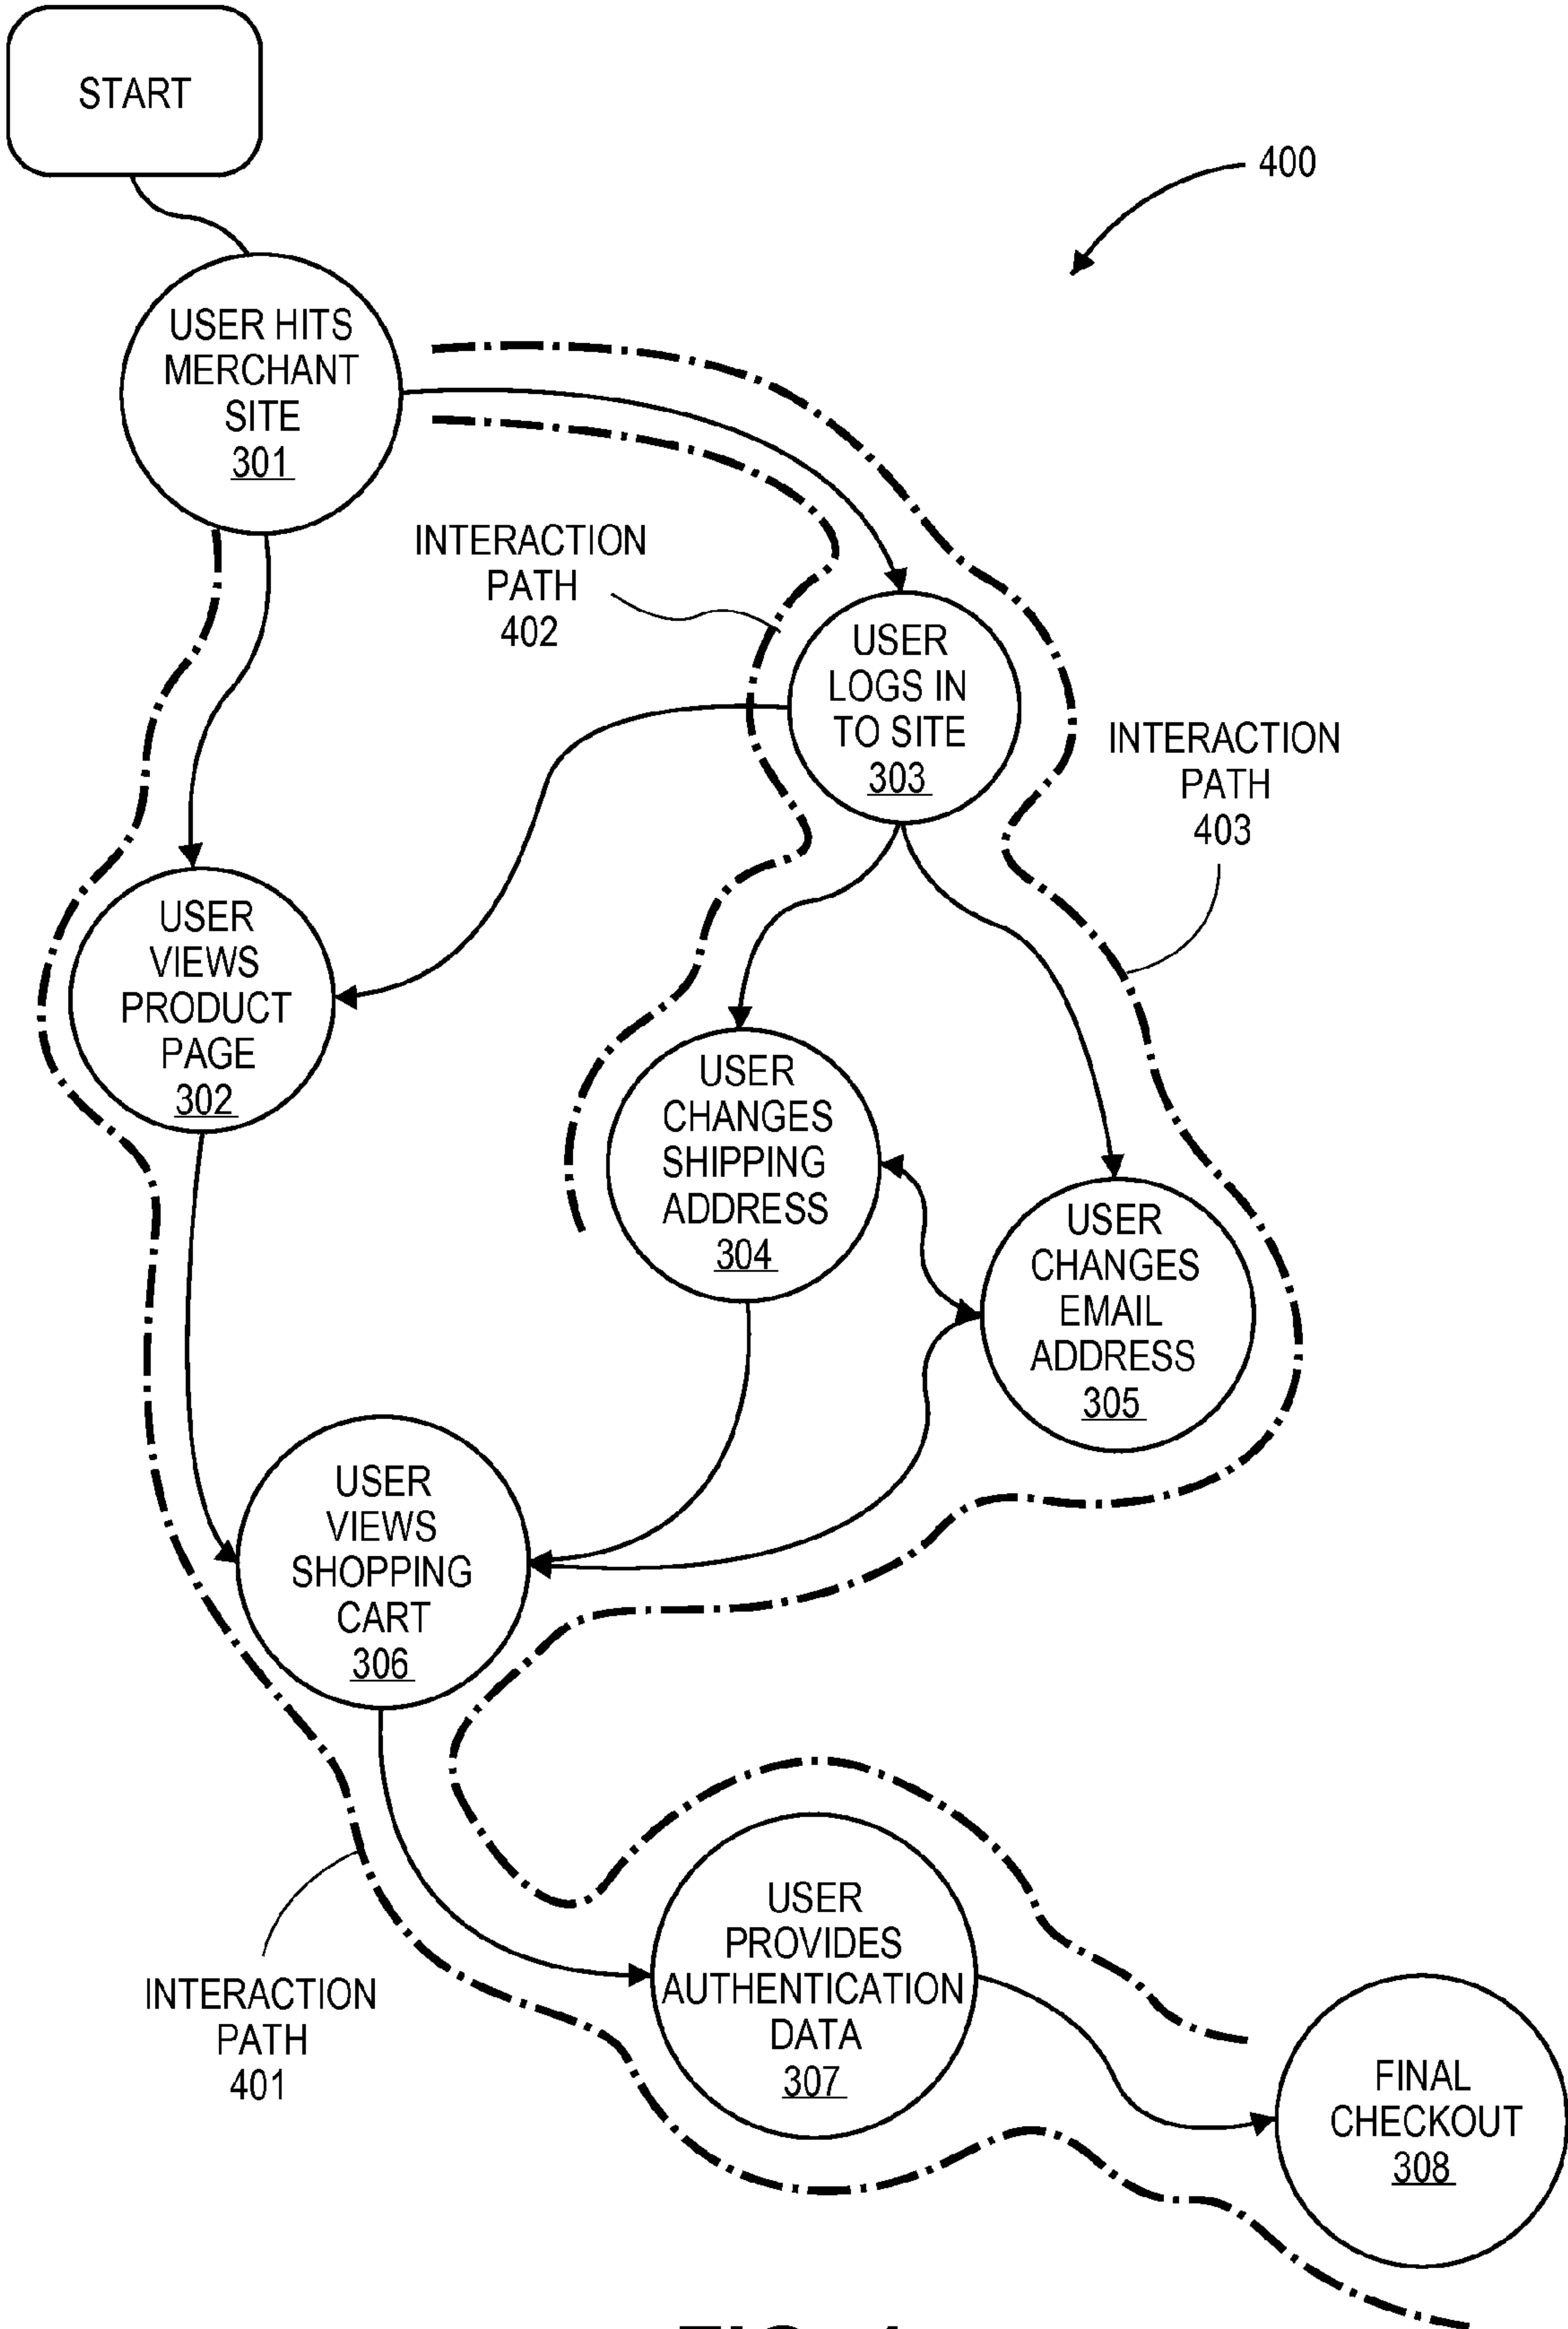 START
400
USER HITS
MERCHANT
SITE
301
INTERACTION
PATH
402
USER
LOGS IN
TO SITE
303
INTERACTION
PATH
403
USER
VIEWS
PRODUCT
PAGE
302
USER
CHANGES
SHIPPING
ADDRESS
304
USER
CHANGES
EMAIL
ADDRESS
305
USER
VIEWS
SHOPPING
CART
306
USER
PROVIDES
AUTHENTICATION
DATA
307
INTERACTION
PATH
401
FINAL
CHECKOUT
308